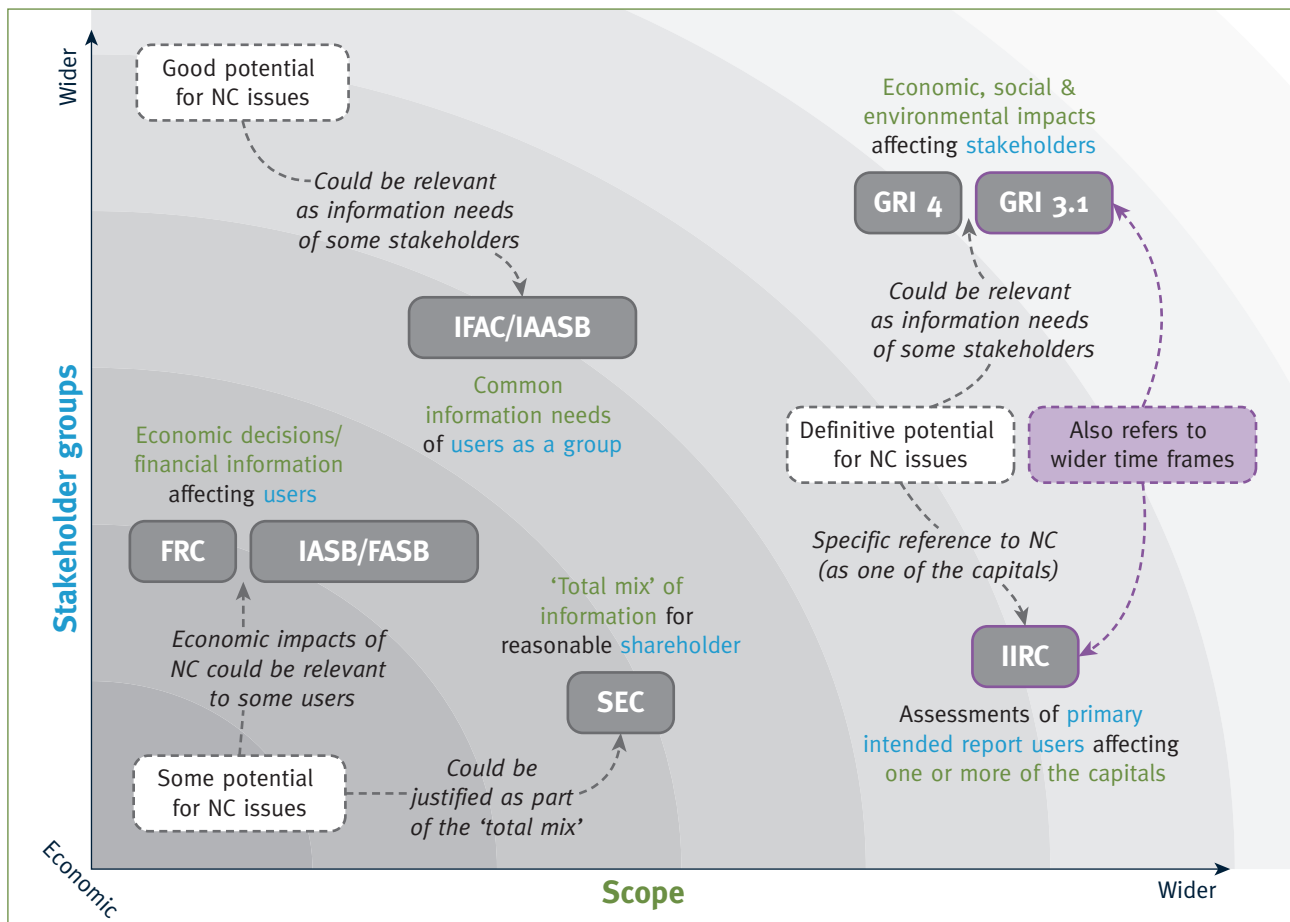 Wider
Stakeholder groups
Economic
Scope
Wider
Good potential
for NC issues
Could be relevant
as information needs
of some stakeholders
IFAC/IAASB
Common
information needs
of users as a group
Economic, social &
environmental impacts
affecting stakeholders
GRI 4
GRI 3.1
Could be relevant
as information needs
of some stakeholders
Definitive potential
for NC issues
Also refers to
wider time frames
Specific reference to NC
(as one of the capitals)
IIRC
Assessments of primary
intended report users affecting
one or more of the capitals
Economic decisions/
financial information
affecting users
FRC
IASB/FASB
Economic impacts of
NC could be relevant
to some users
Some potential
for NC issues
‘Total mix’ of
information for
reasonable shareholder
SEC
Could be
justified as part
of the ‘total mix’